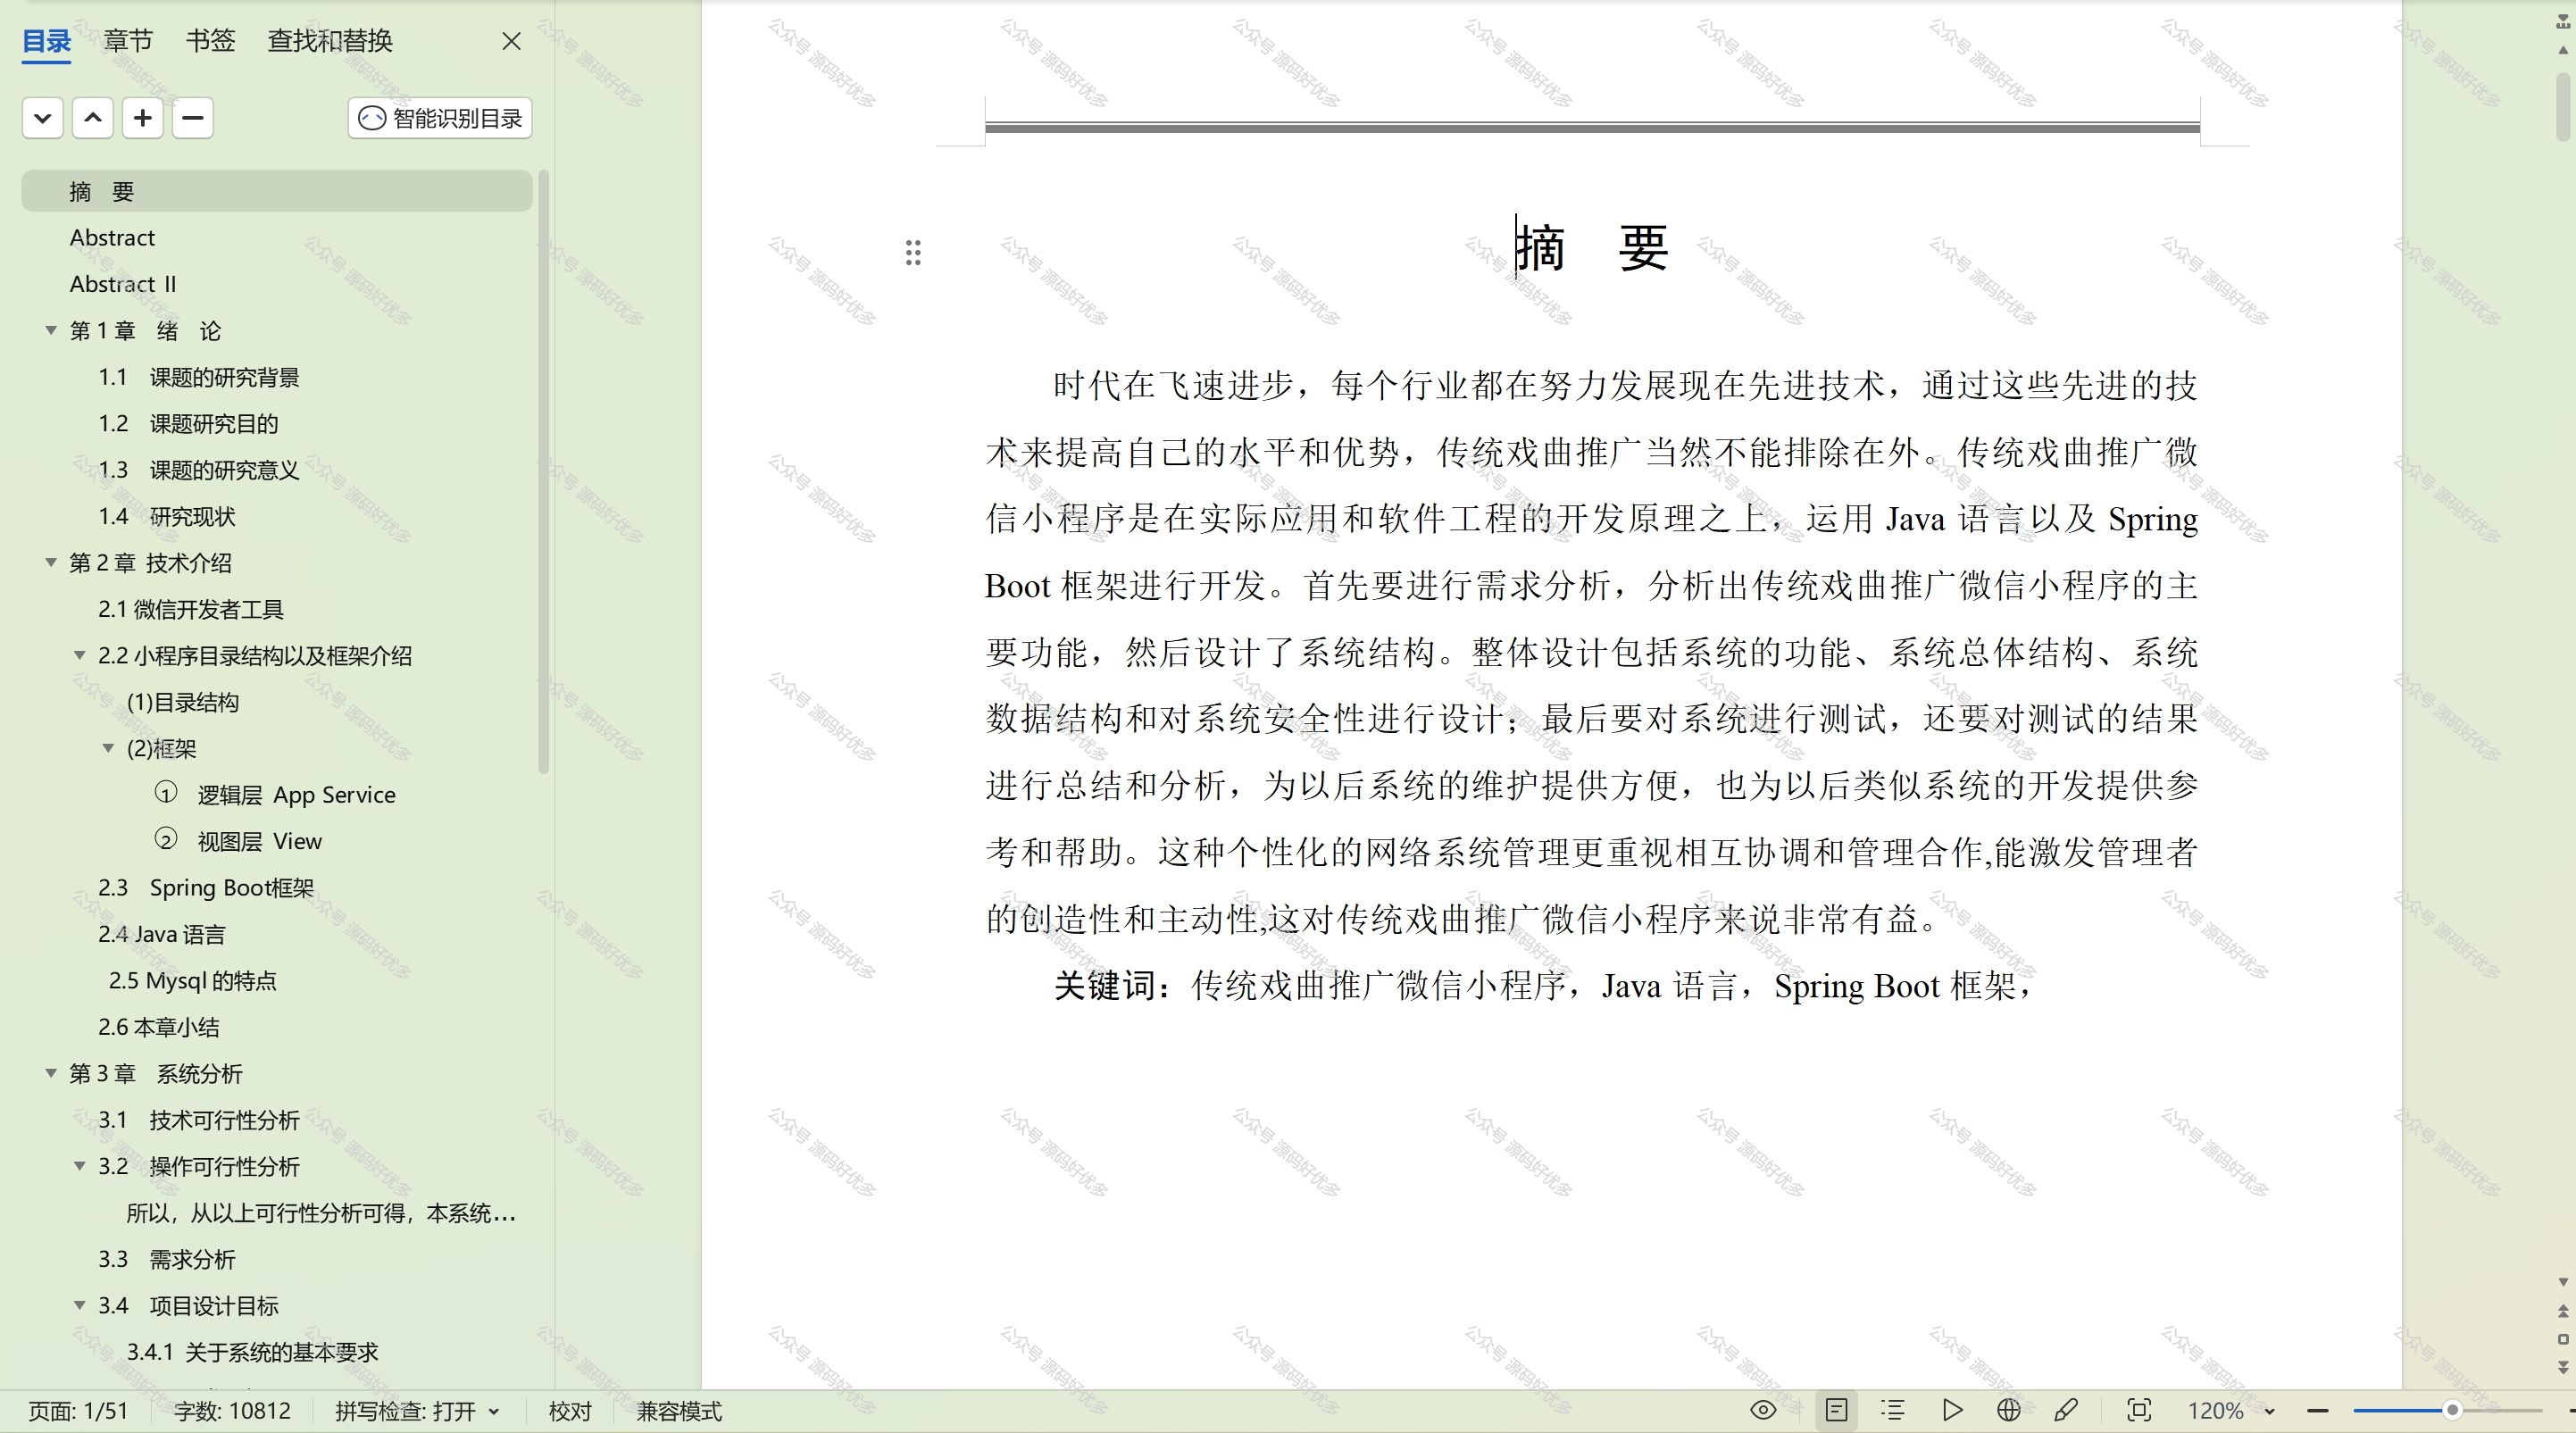 目录 章节 书签 查找和替换
智能识别目录
摘 要
Abstract
Abstract II
第 1 章 绪 论
1.1 课题的研究背景
1.2 课题研究目的
1.3 课题的研究意义
1.4 研究现状
第 2 章 技术介绍
2.1 微信开发者工具
2.2 小程序目录结构以及框架介绍
(1)目录结构
(2)框架
① 逻辑层 App Service
② 视图层 View
2.3 Spring Boot框架
2.4 Java 语言
2.5 Mysql 的特点
2.6 本章小结
第 3 章 系统分析
3.1 技术可行性分析
3.2 操作可行性分析
所以，从以上可行性分析可得，本系统...
3.3 需求分析
3.4 项目设计目标
3.4.1 关于系统的基本要求
摘 要
时代在飞速进步，每个行业都在努力发展现在先进技术，通过这些先进的技
术来提高自己的水平和优势，传统戏曲推广当然不能排除在外。传统戏曲推广微
信小程序是在实际应用和软件工程的开发原理之上，运用 Java 语言以及 Spring
Boot 框架进行开发。首先要进行需求分析，分析出传统戏曲推广微信小程序的主
要功能，然后设计了系统结构。整体设计包括系统的功能、系统总体结构、系统
数据结构和对系统安全性进行设计；最后要对系统进行测试，还要对测试的结果
进行总结和分析，为以后系统的维护提供方便，也为以后类似系统的开发提供参
考和帮助。这种个性化的网络系统管理更重视相互协调和管理合作,能激发管理者
的创造性和主动性,这对传统戏曲推广微信小程序来说非常有益。
关键词：传统戏曲推广微信小程序，Java 语言，Spring Boot 框架，
页面: 1/51 字数: 10812 拼写检查: 打开 校对 兼容模式 120%
公众号 源码好优多